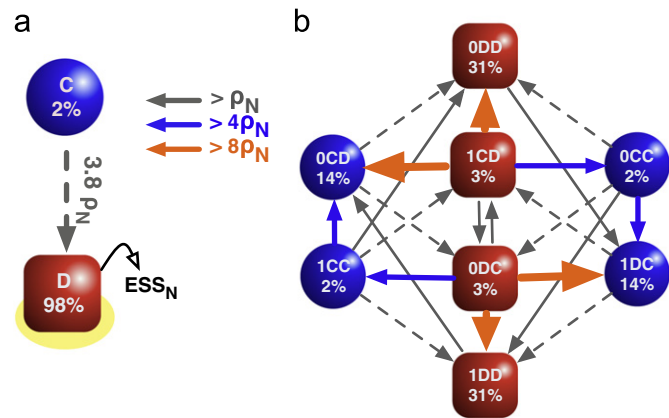 a
b
C
2%
> ρN
> 4ρN
> 8ρN
3.8 ρN
D
98%
ESSN
0DD
31%
0CD
14%
1CD
3%
0CC
2%
1CC
2%
0DC
3%
1DC
14%
1DD
31%